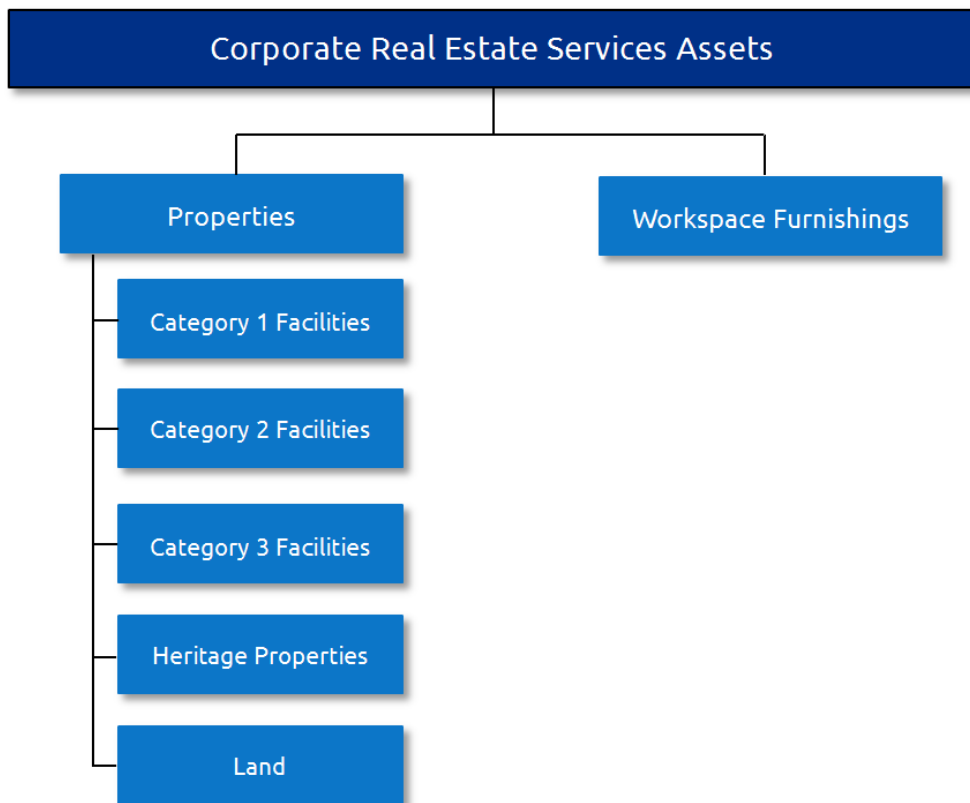 Corporate Real Estate Services Assets
Properties
Workspace Furnishings
Category 1 Facilities
Category 2 Facilities
Category 3 Facilities
Heritage Properties
Land